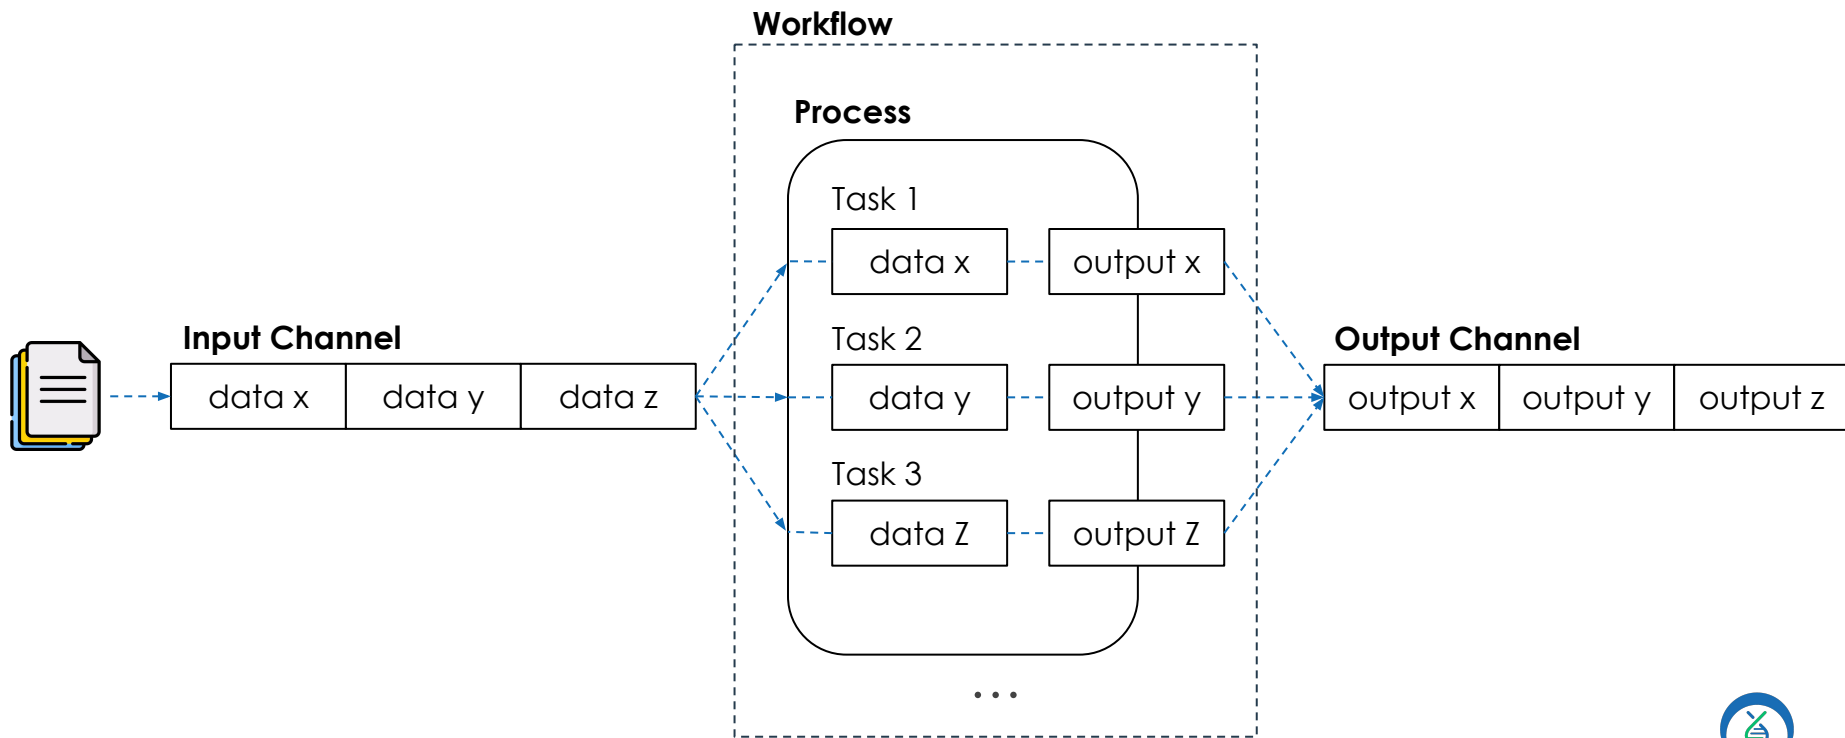 Workflow
Process
Task 1
data x
output x
Input Channel
data x
data y
data z
Task 2
data y
output y
Output Channel
output x
output y
output z
Task 3
data Z
output Z
...